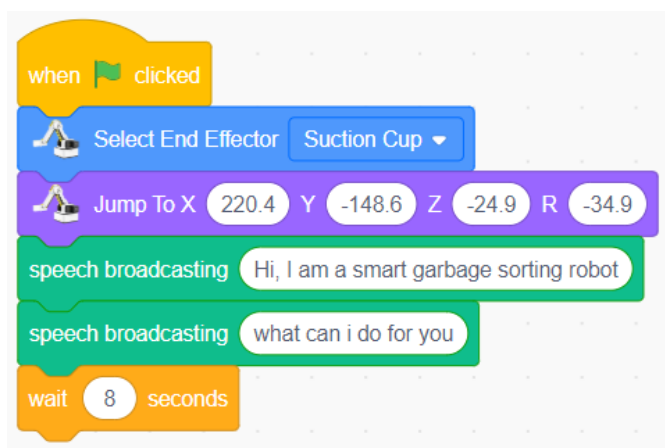 when clicked
Select End Effector Suction Cup
Jump To X 220.4 Y -148.6 Z -24.9 R -34.9
speech broadcasting Hi, I am a smart garbage sorting robot
speech broadcasting what can i do for you
wait 8 seconds